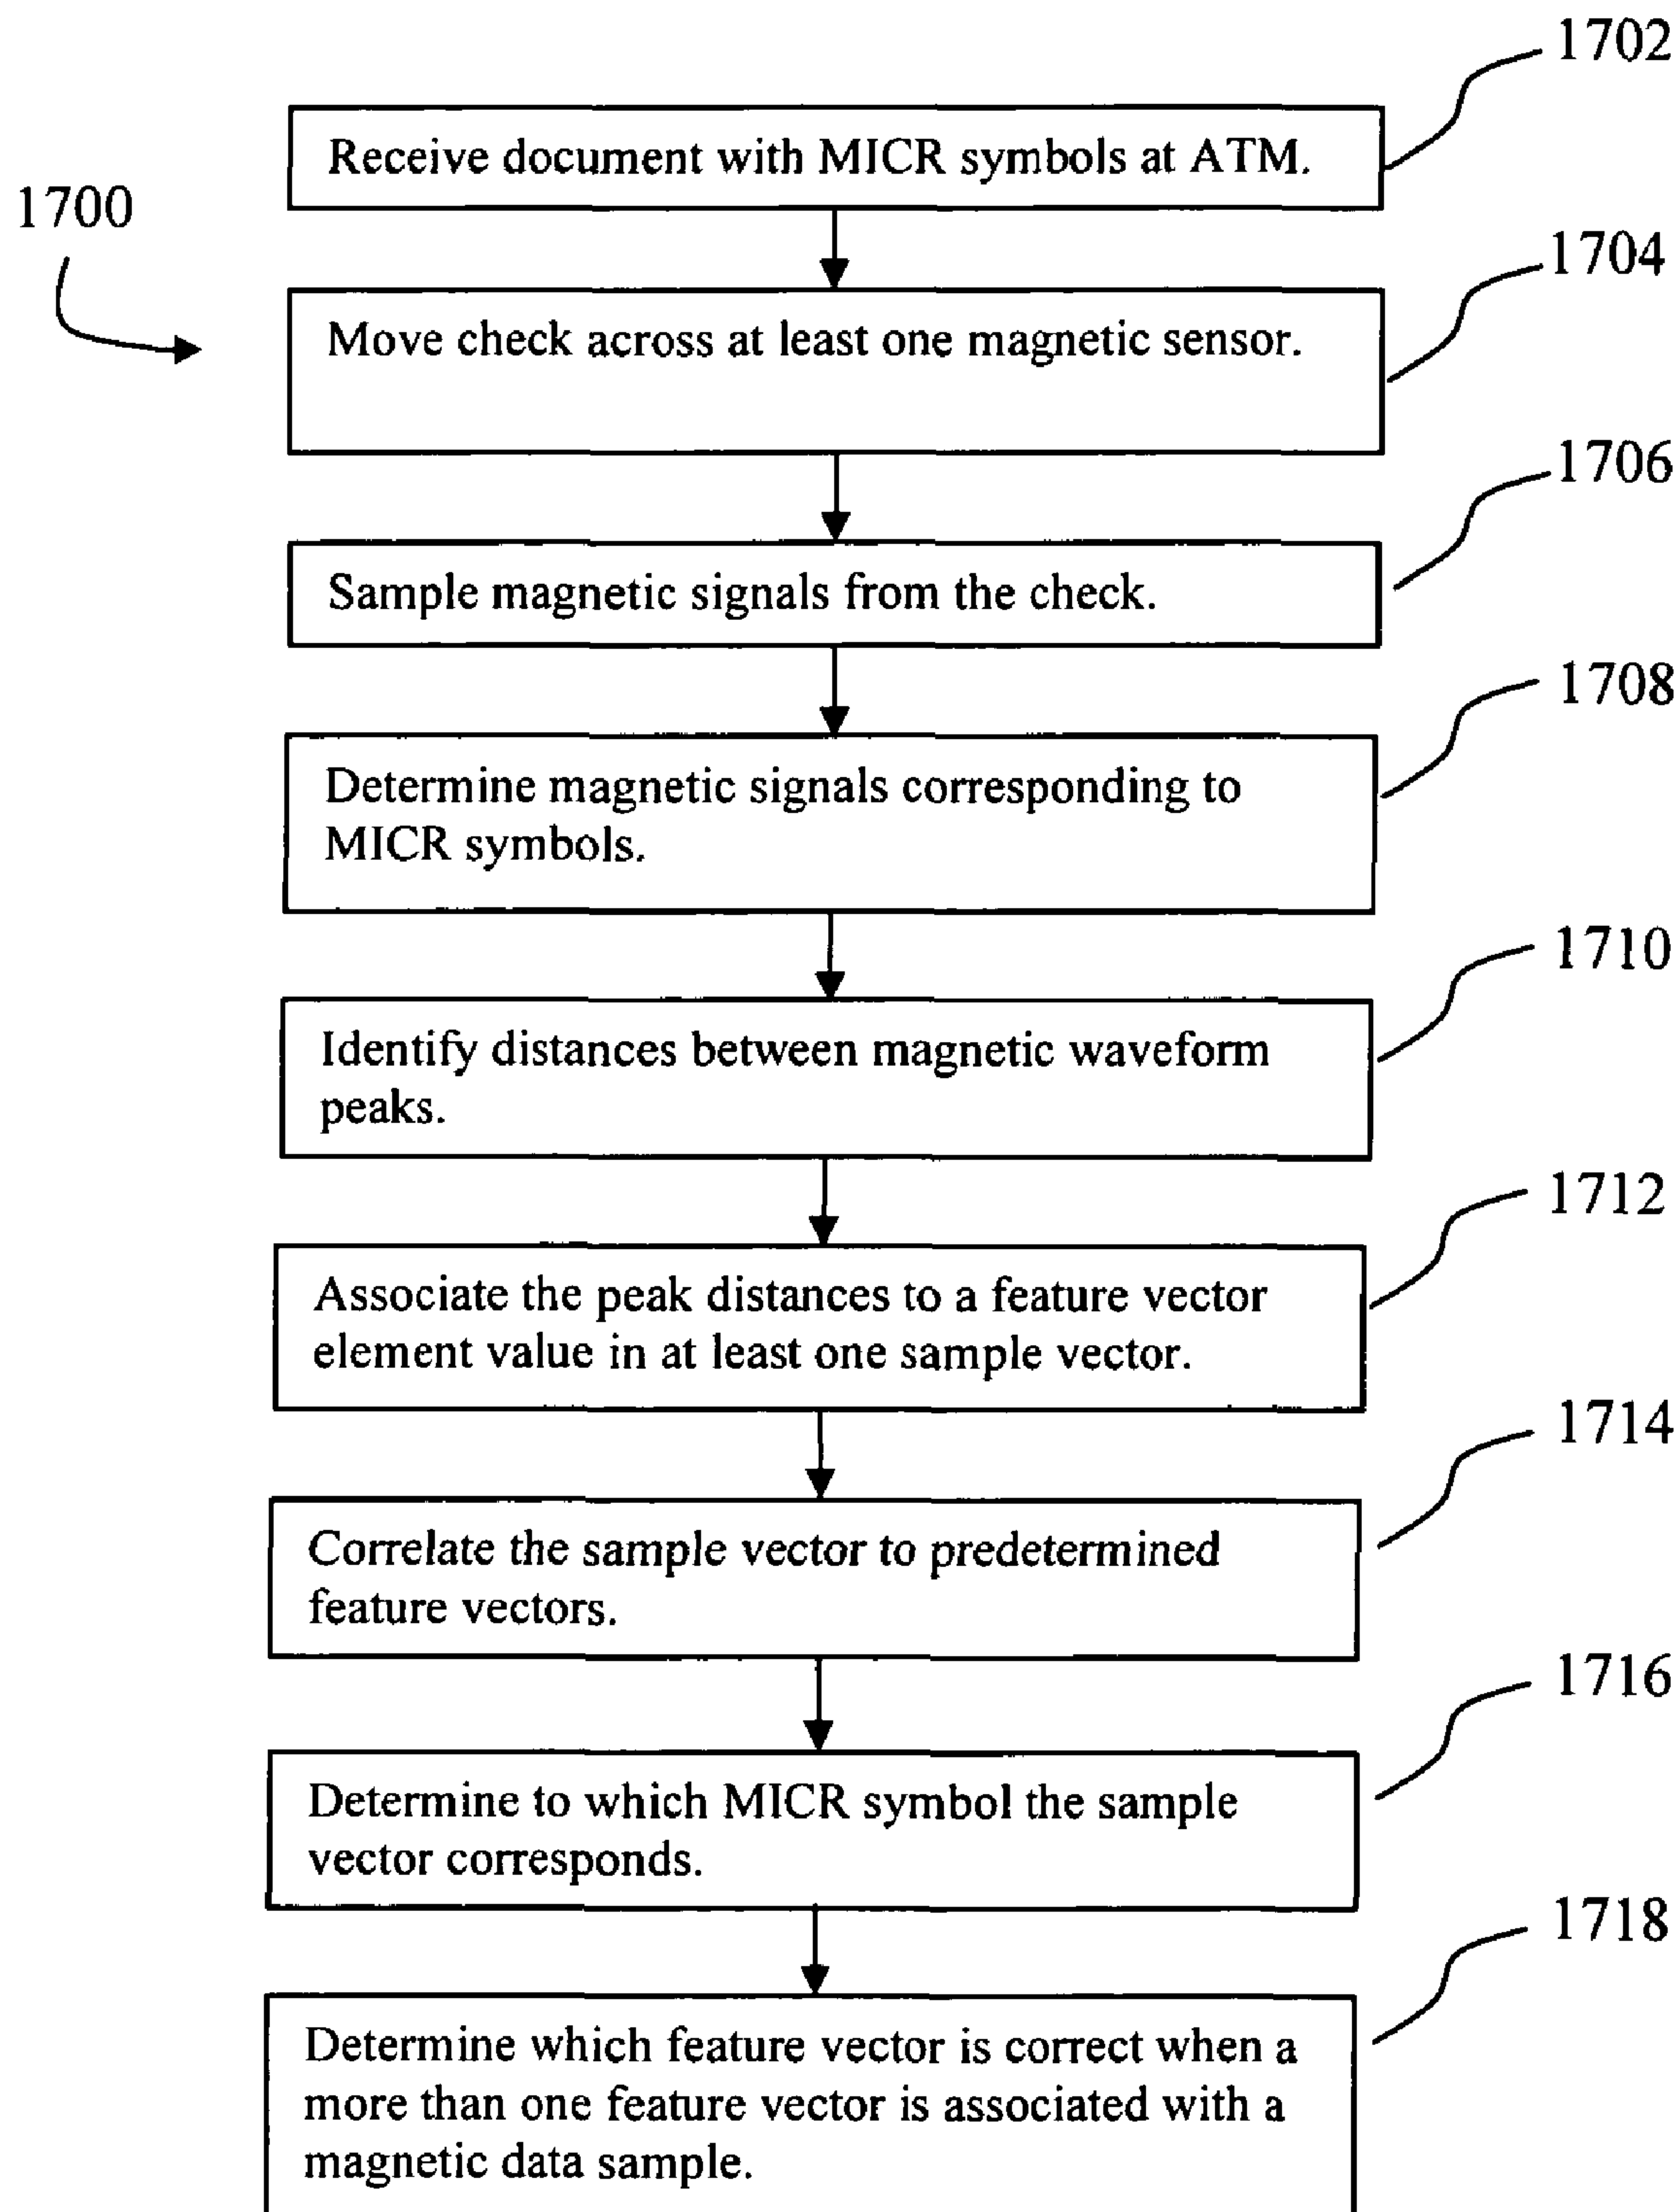 1702
Receive document with MICR symbols at ATM.
1700
1704
Move check across at least one magnetic sensor.
1706
Sample magnetic signals from the check.
1708
Determine magnetic signals corresponding to
MICR symbols.
1710
Identify distances between magnetic waveform
peaks.
1712
Associate the peak distances to a feature vector
element value in at least one sample vector.
1714
Correlate the sample vector to predetermined
feature vectors.
1716
Determine to which MICR symbol the sample
vector corresponds.
1718
Determine which feature vector is correct when a
more than one feature vector is associated with a
magnetic data sample.